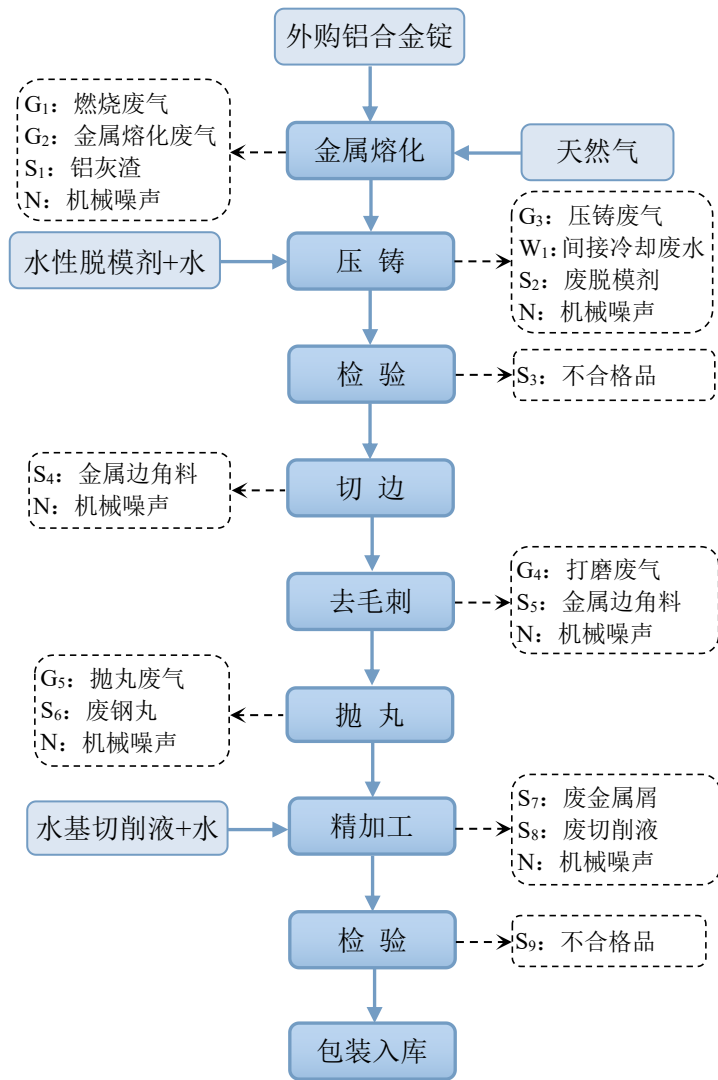 外购铝合金锭
G₁：燃烧废气
G₂：金属熔化废气
S₁：铝灰渣
N：机械噪声
金属熔化
天然气
水性脱模剂+水
压 铸
G₃：压铸废气
W₁：间接冷却废水
S₂：废脱模剂
N：机械噪声
检 验
S₃：不合格品
S₄：金属边角料
N：机械噪声
切 边
去毛刺
G₄：打磨废气
S₅：金属边角料
N：机械噪声
G₅：抛丸废气
S₆：废钢丸
N：机械噪声
抛 丸
水基切削液+水
精加工
S₇：废金属屑
S₈：废切削液
N：机械噪声
检 验
S₉：不合格品
包装入库